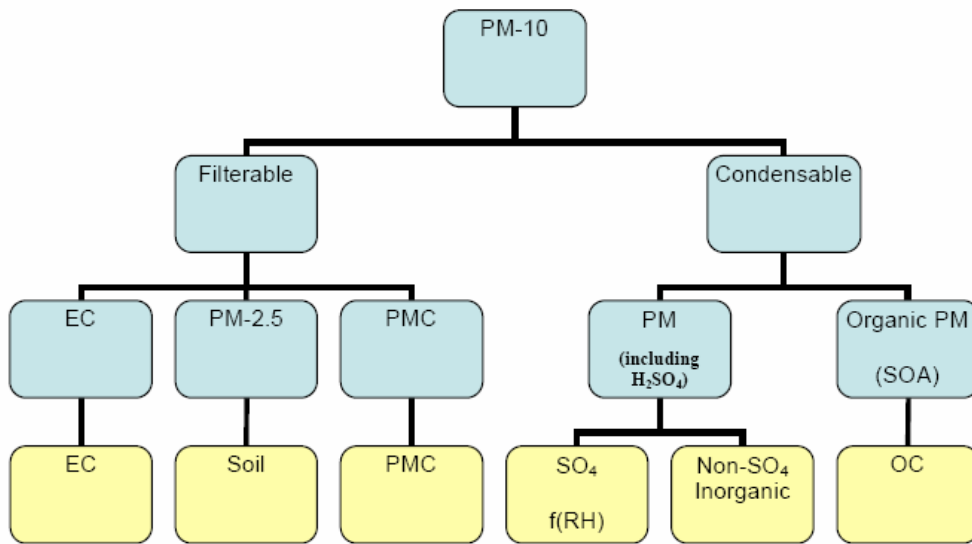 PM-10
Filterable
Condensable
EC
PM-2.5
PMC
PM
(including
H₂SO₄)
Organic PM
(SOA)
EC
Soil
PMC
SO₄
f(RH)
Non-SO₄
Inorganic
OC